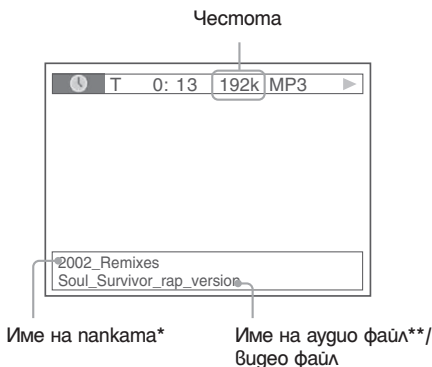 Честота
T 0: 13 192k MP3
2002_Remixes
Soul_Survivor_rap_version
Име на папката*
Име на аудио файл**/
видео файл